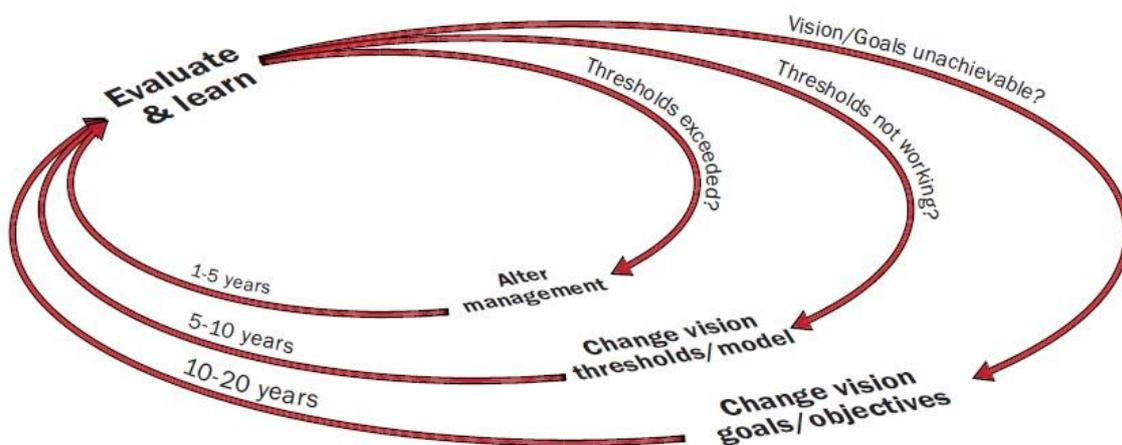 Evaluate
& learn
Vision/Goals unachievable?
Thresholds not working?
Thresholds exceeded?
1-5 years
Alter
management
5-10 years
Change vision
thresholds/model
10-20 years
Change vision
goals/objectives